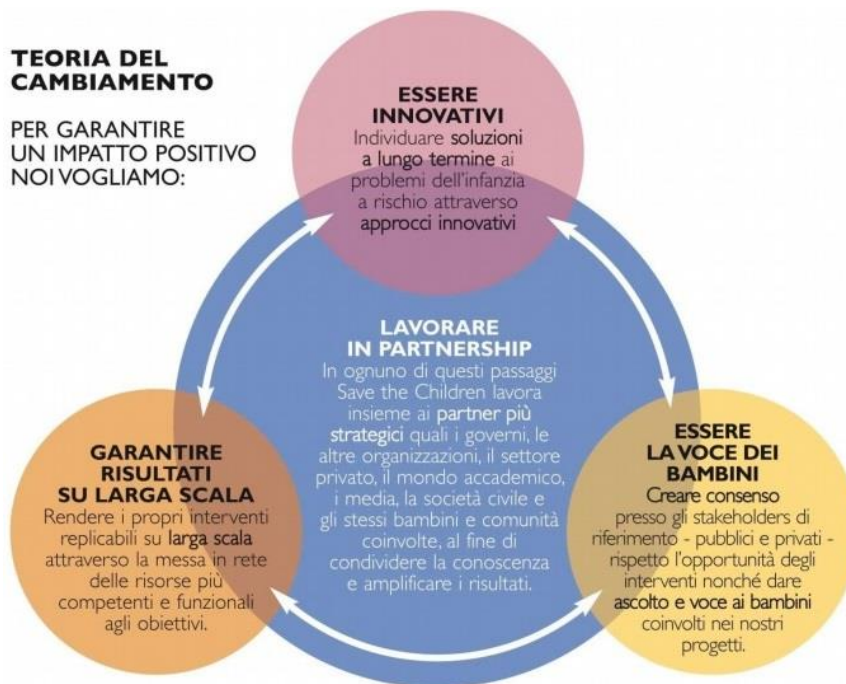 TEORIA DEL
CAMBIAMENTO
PER GARANTIRE
UN IMPATTO POSITIVO
NOI VOGLIAMO:
ESSERE
INNOVATIVI
Individuare soluzioni
a lungo termine ai
problemi dell'infanzia
a rischio attraverso
approcci innovativi
LAVORARE
IN PARTNERSHIP
In ognuno di questi passaggi
Save the Children lavora
insieme ai partner più
strategici quali i governi, le
altre organizzazioni, il settore
privato, il mondo accademico,
i media, la società civile e
gli stessi bambini e comunità
coinvolte, al fine di
condividere la conoscenza
e amplificare i risultati.
GARANTIRE
RISULTATI
SU LARGA SCALA
Rendere i propri interventi
replicabili su larga scala
attraverso la messa in rete
delle risorse più
competenti e funzionali
agli obiettivi.
ESSERE
LA VOCE DEI
BAMBINI
Creare consenso
presso gli stakeholders di
riferimento - pubblici e privati -
rispetto l'opportunità degli
interventi nonché dare
ascolto e voce ai bambini
coinvolti nei nostri
progetti.